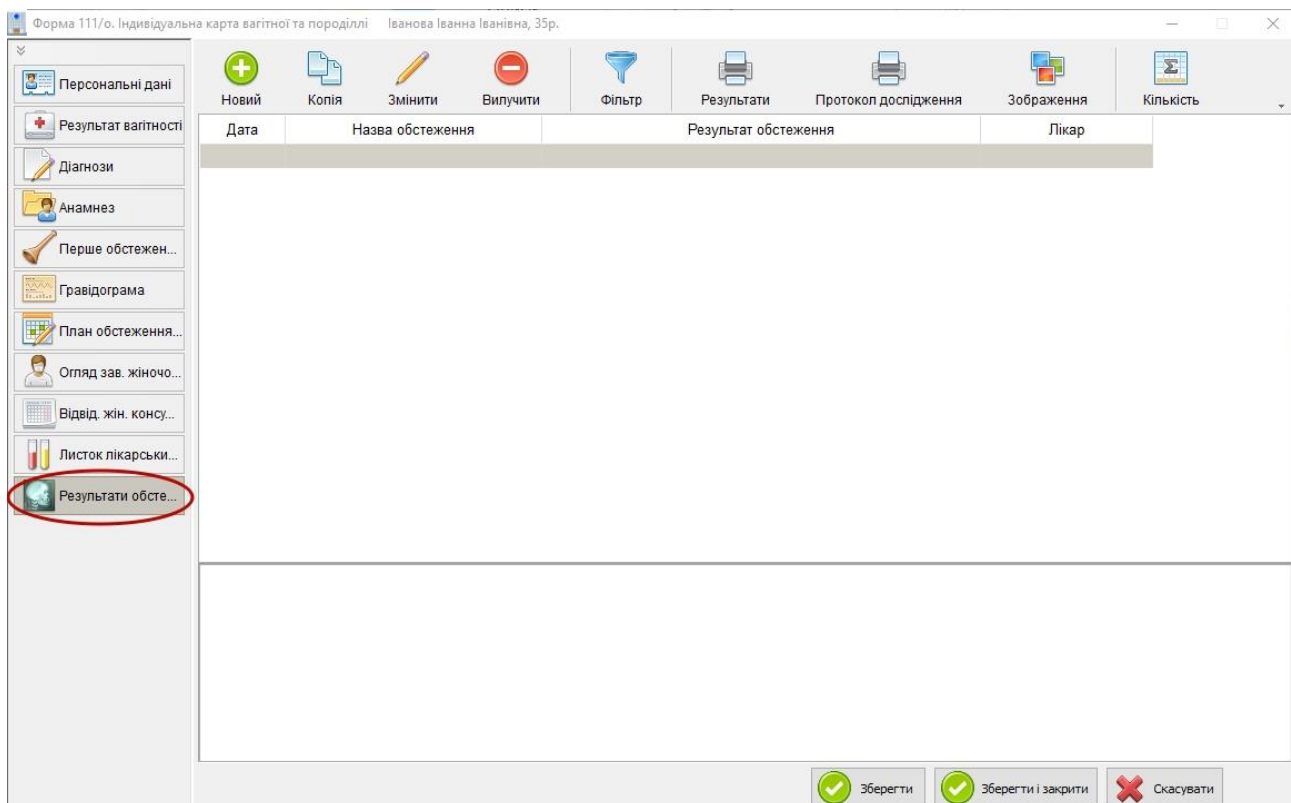 Форма 111/о. Індивідуальна карта вагітної та породіллі Іванова Іванна Іванівна, 35р.
Персональні дані
Результат вагітності
Діагнози
Анамнез
Перше обстежен...
Гравідограма
План обстеження...
Огляд зав. жіночо...
Відвід. жін. консу...
Листок лікарськи...
Результати обсте...
Новий Копія Змінити Вилучити Фільтр Результати Протокол дослідження Зображення Кількість
Дата Назва обстеження Результат обстеження Лікар
Зберегти Зберегти і закрити Скасувати